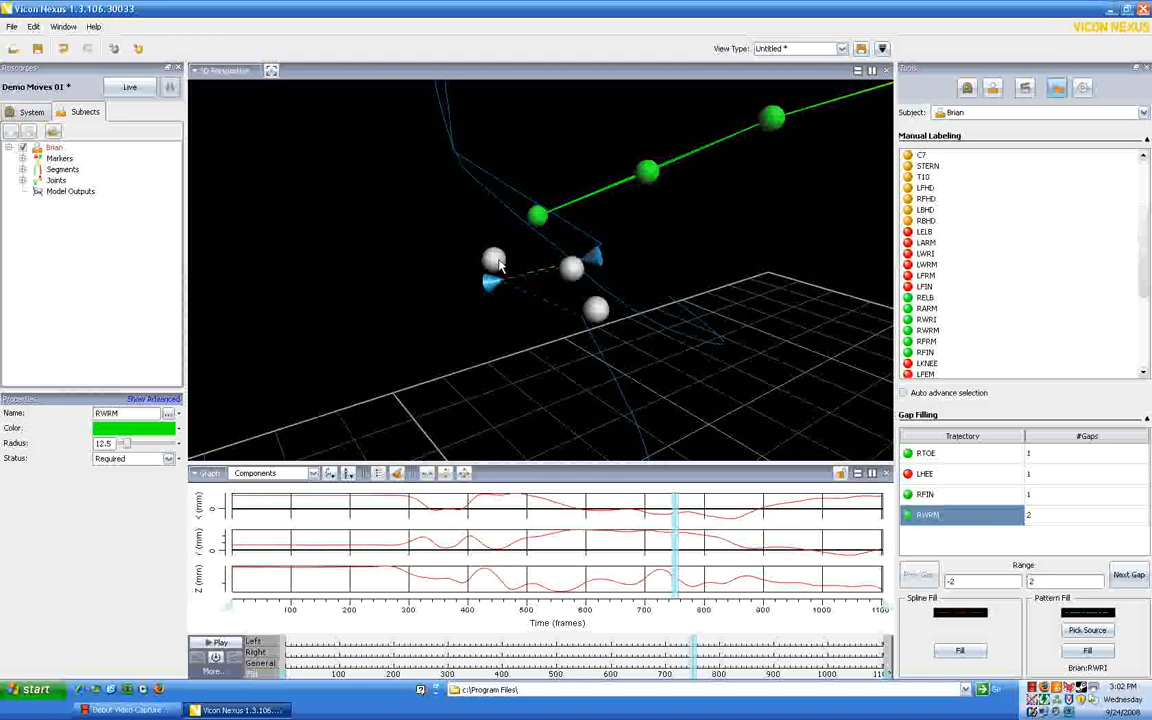 Vicon Nexus 1.3.106.30033
File Edit Window Help
VICON NEXUS
View Type: Untitled *
Resources
3D Perspective
Tools
Demo Moves 01 *
Live
System Subjects
Brian
Markers
Segments
Joints
Model Outputs
Subject: Brian
Manual Labeling
C7
STERN
T10
LFHD
RFHD
LBHD
RBHD
LELB
LARM
LWRI
LWRM
LFRM
LFIN
RELB
RARM
RWRI
RWRM
RFRM
RFIN
LKNEE
LFEM
Auto advance selection
Properties
Show Advanced
Name: RWRM
Color:
Radius: 12.5
Status: Required
Gap Filling
Trajectory #Gaps
RTOE 1
LHEE 1
RFIN 1
RWRM 2
Graph Components
X (mm) 0
Y (mm) 0
Z (mm)
100 200 300 400 500 600 700 800 900 1000 1100
Time (frames)
Range
Prev Gap -2 2 Next Gap
Spline Fill Pattern Fill
Pick Source
Fill Fill
Brian:RWRI
Play
More...
Left
Right
General
0 100 200 300 400 500 600 700 800 900 1000
start
Debut Video Capture ...
Vicon Nexus 1.3.106....
c:\Program Files\
Go
3:02 PM
Wednesday
9/24/2008